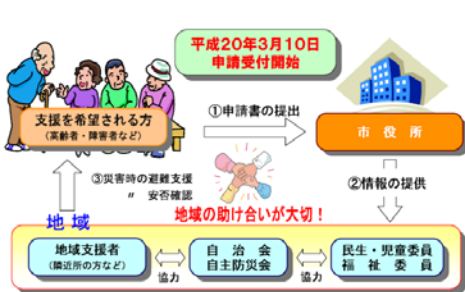 平成20年3月10日
申請受付開始
支援を希望される方
(高齢者・障害者など)
①申請書の提出
市役所
③災害時の避難支援
〃 安否確認
②情報の提供
地域
地域の助け合いが大切!
地域支援者
(隣近所の方など)
協力
自治会
自主防災会
協力
民生・児童委員
福祉委員